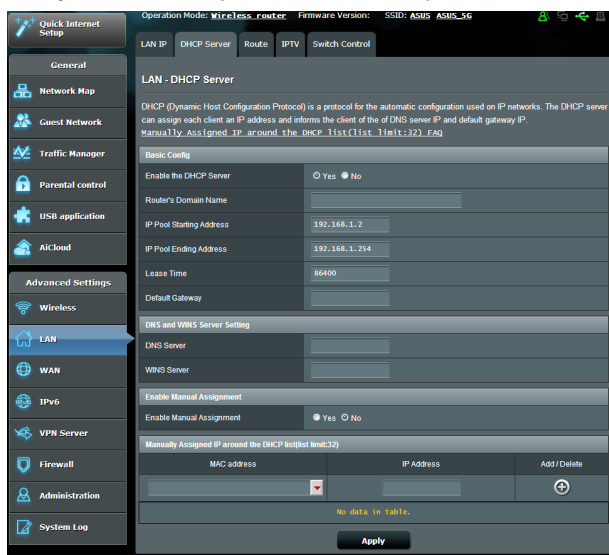 Quick Internet
Setup
General
Network Map
Guest Network
Traffic Manager
Parental control
USB application
AiCloud
Advanced Settings
Wireless
LAN
WAN
IPv6
VPN Server
Firewall
Administration
System Log
Operation Mode: Wireless router Firmware Version: SSID: ASUS ASUS_5G
LAN IP DHCP Server Route IPTV Switch Control
LAN - DHCP Server
DHCP (Dynamic Host Configuration Protocol) is a protocol for the automatic configuration used on IP networks. The DHCP server
can assign each client an IP address and informs the client of the of DNS server IP and default gateway
IP.
Manually Assigned IP around the DHCP list(list limit:32) FAQ
Basic Config
Enable the DHCP Server Yes No
Router's Domain Name
IP Pool Starting Address 192.168.1.2
IP Pool Ending Address 192.168.1.254
Lease Time 86400
Default Gateway
DNS and WINS Server Setting
DNS Server
WINS Server
Enable Manual Assignment
Enable Manual Assignment Yes No
Manually Assigned IP around the DHCP list(list limit:32)
MAC address IP Address Add / Delete
No data in table.
Apply